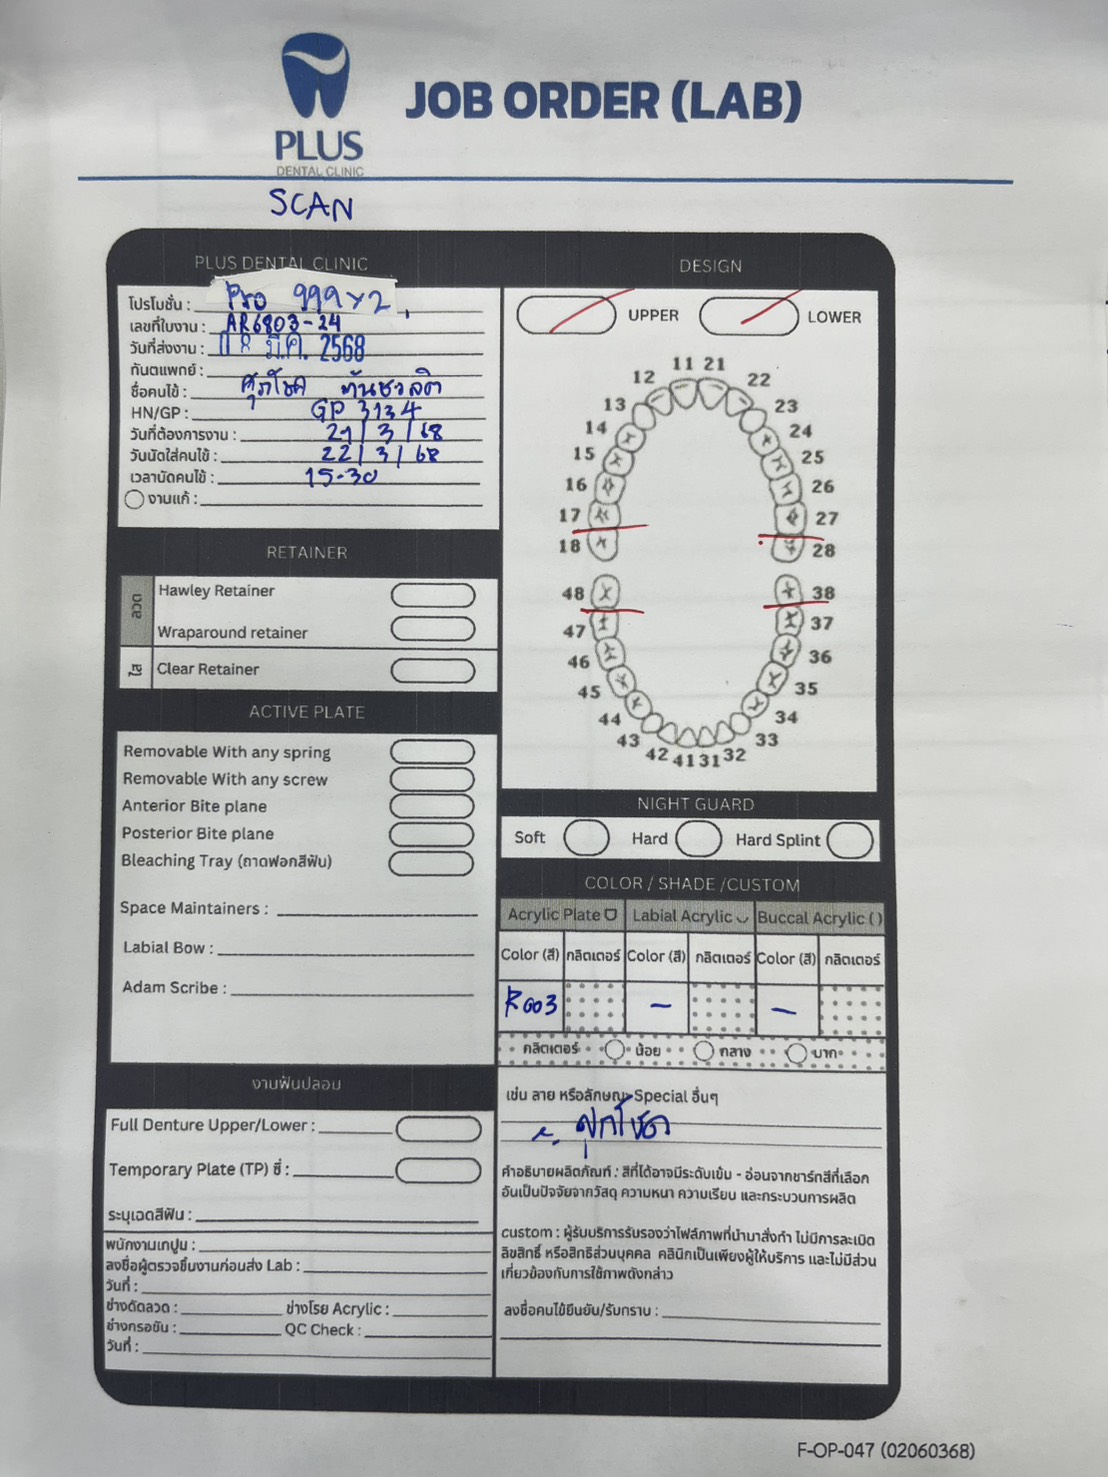 PLUS
DENTAL CLINIC
JOB ORDER (LAB)
SCAN
PLUS DENTAL CLINIC
โปรโมชั่น : Pro 999x2
เลขที่ใบงาน : AR6803-24
วันที่ส่งงาน : 08 มี.ค. 2568
ทันตแพทย์ :
ชื่อคนไข้ : ศุภโชค
HN/GP : GP 3134
วันที่ต้องการงาน : 21/3/68
วันนัดใส่คนไข้ : 22/3/68
เวลานัดคนไข้ : 15-30
งานแก้ :
RETAINER
ลวด
Hawley Retainer
Wraparound retainer
ใส
Clear Retainer
ACTIVE PLATE
Removable With any spring
Removable With any screw
Anterior Bite plane
Posterior Bite plane
Bleaching Tray (ถาดฟอกสีฟัน)
Space Maintainers :
Labial Bow :
Adam Scribe :
งานฟันปลอม
Full Denture Upper/Lower :
Temporary Plate (TP) ซี่ :
ระบุเฉดสีฟัน :
พนักงานเทปูน :
ลงชื่อผู้ตรวจชิ้นงานก่อนส่ง Lab :
วันที่ :
ช่างดัดลวด : ช่างโรย Acrylic :
ช่างกรอขัน : QC Check :
วันที่ :
DESIGN
UPPER LOWER
11 21
12 22
13 23
14 24
15 25
16 26
17 27
18 28
48 38
47 37
46 36
45 35
44 34
43 33
42 41 31 32
NIGHT GUARD
Soft Hard Hard Splint
COLOR / SHADE /CUSTOM
Acrylic Plate Labial Acrylic Buccal Acrylic ( )
Color (สี) กลิตเตอร์ Color (สี) กลิตเตอร์ Color (สี) กลิตเตอร์
R003 - -
กลิตเตอร์ น้อย กลาง มาก
เช่น ลาย หรือลักษณะ Special อื่นๆ
ศุภโชค
คำอธิบายผลิตภัณฑ์ : สีที่ได้อาจมีระดับเข้ม - อ่อนจากชาร์ทสีที่เลือก
อันเป็นปัจจัยจากวัสดุ ความหนา ความเรียบ และกระบวนการผลิต
custom : ผู้รับบริการรับรองว่าไฟล์ภาพที่นำมาสั่งทำ ไม่มีการละเมิด
ลิขสิทธิ์ หรือสิทธิส่วนบุคคล คลินิกเป็นเพียงผู้ให้บริการ และไม่มีส่วน
เกี่ยวข้องกับการใช้ภาพดังกล่าว
ลงชื่อคนไข้ยืนยัน/รับทราบ :
F-OP-047 (02060368)